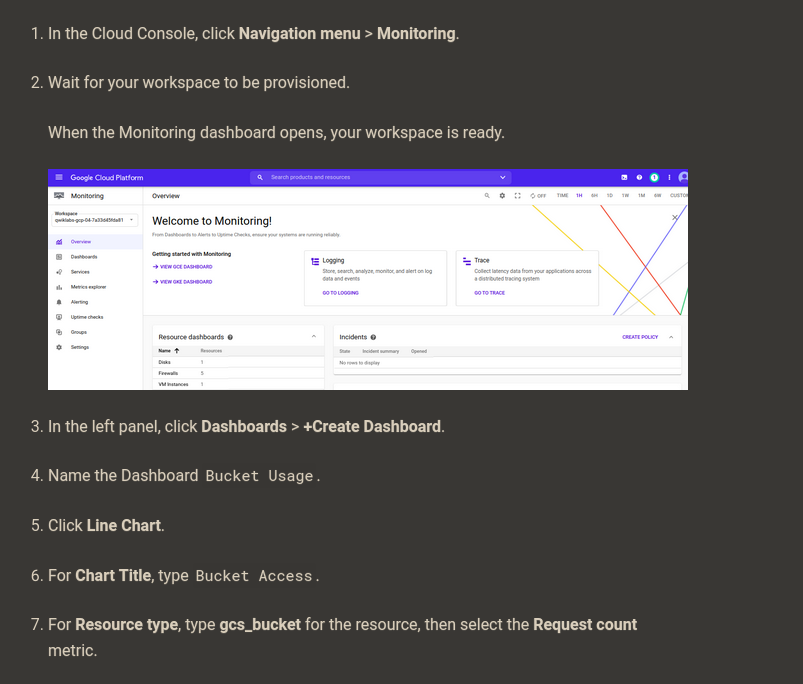 1. In the Cloud Console, click Navigation menu > Monitoring.
2. Wait for your workspace to be provisioned.
When the Monitoring dashboard opens, your workspace is ready.
Google Cloud Platform
Search products and resources
Monitoring
Overview
OFF TIME 1H 6H 1D 1W 1M 6W CUSTOM
Workspace
Welcome to Monitoring!
From Dashboards to Alerts to Uptime Checks, ensure your systems are running reliably.
Overview
Dashboards
Services
Metrics explorer
Alerting
Uptime checks
Groups
Settings
Getting started with Monitoring
VIEW GCE DASHBOARD
VIEW GKE DASHBOARD
Logging
Store, search, analyze, monitor, and alert on log
data and events
GO TO LOGGING
Trace
Collect latency data from your applications across
a distributed tracing system
GO TO TRACE
Resource dashboards
Name Resources
Disks 1
Firewalls 5
VM Instances 1
Incidents
CREATE POLICY
State Incident summary Opened
No rows to display
3. In the left panel, click Dashboards > +Create Dashboard.
4. Name the Dashboard Bucket Usage.
5. Click Line Chart.
6. For Chart Title, type Bucket Access.
7. For Resource type, type gcs_bucket for the resource, then select the Request count
metric.